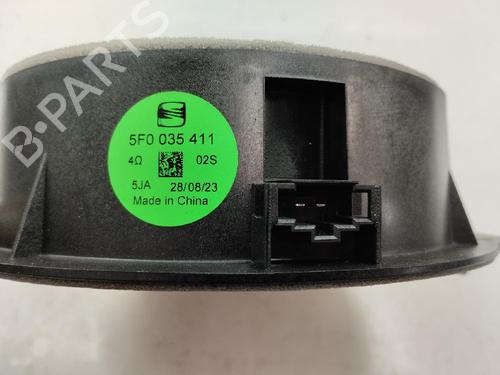 5F0 035 411
4Ω 02S
5JA 28/08/23
Made in China
B-PARTS